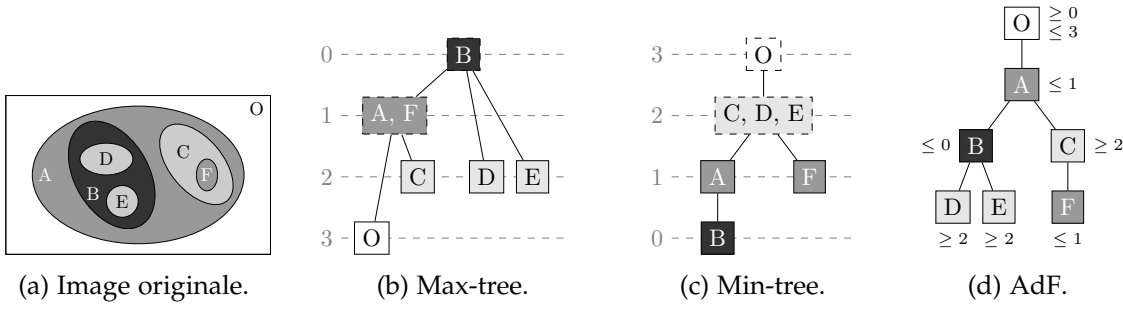 O
A
B
D
E
C
F
(a) Image originale.
0
1
2
3
B
A, F
C
D
E
O
(b) Max-tree.
3
2
1
0
O
C, D, E
A
F
B
(c) Min-tree.
O
≥ 0
≤ 3
A
≤ 1
≤ 0
B
C
≥ 2
D
E
F
≥ 2
≥ 2
≤ 1
(d) AdF.